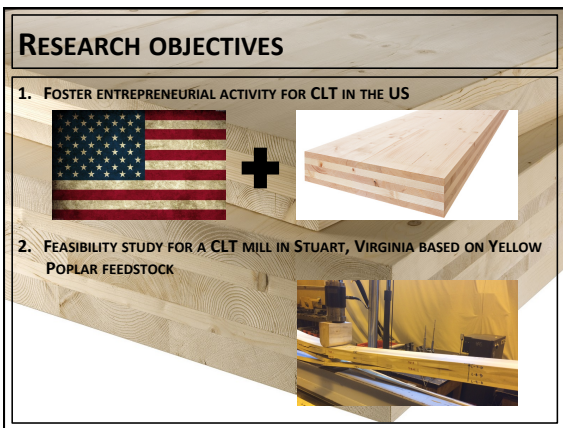 RESEARCH OBJECTIVES
1. FOSTER ENTREPRENEURIAL ACTIVITY FOR CLT IN THE US
2. FEASIBILITY STUDY FOR A CLT MILL IN STUART, VIRGINIA BASED ON YELLOW
POPLAR FEEDSTOCK